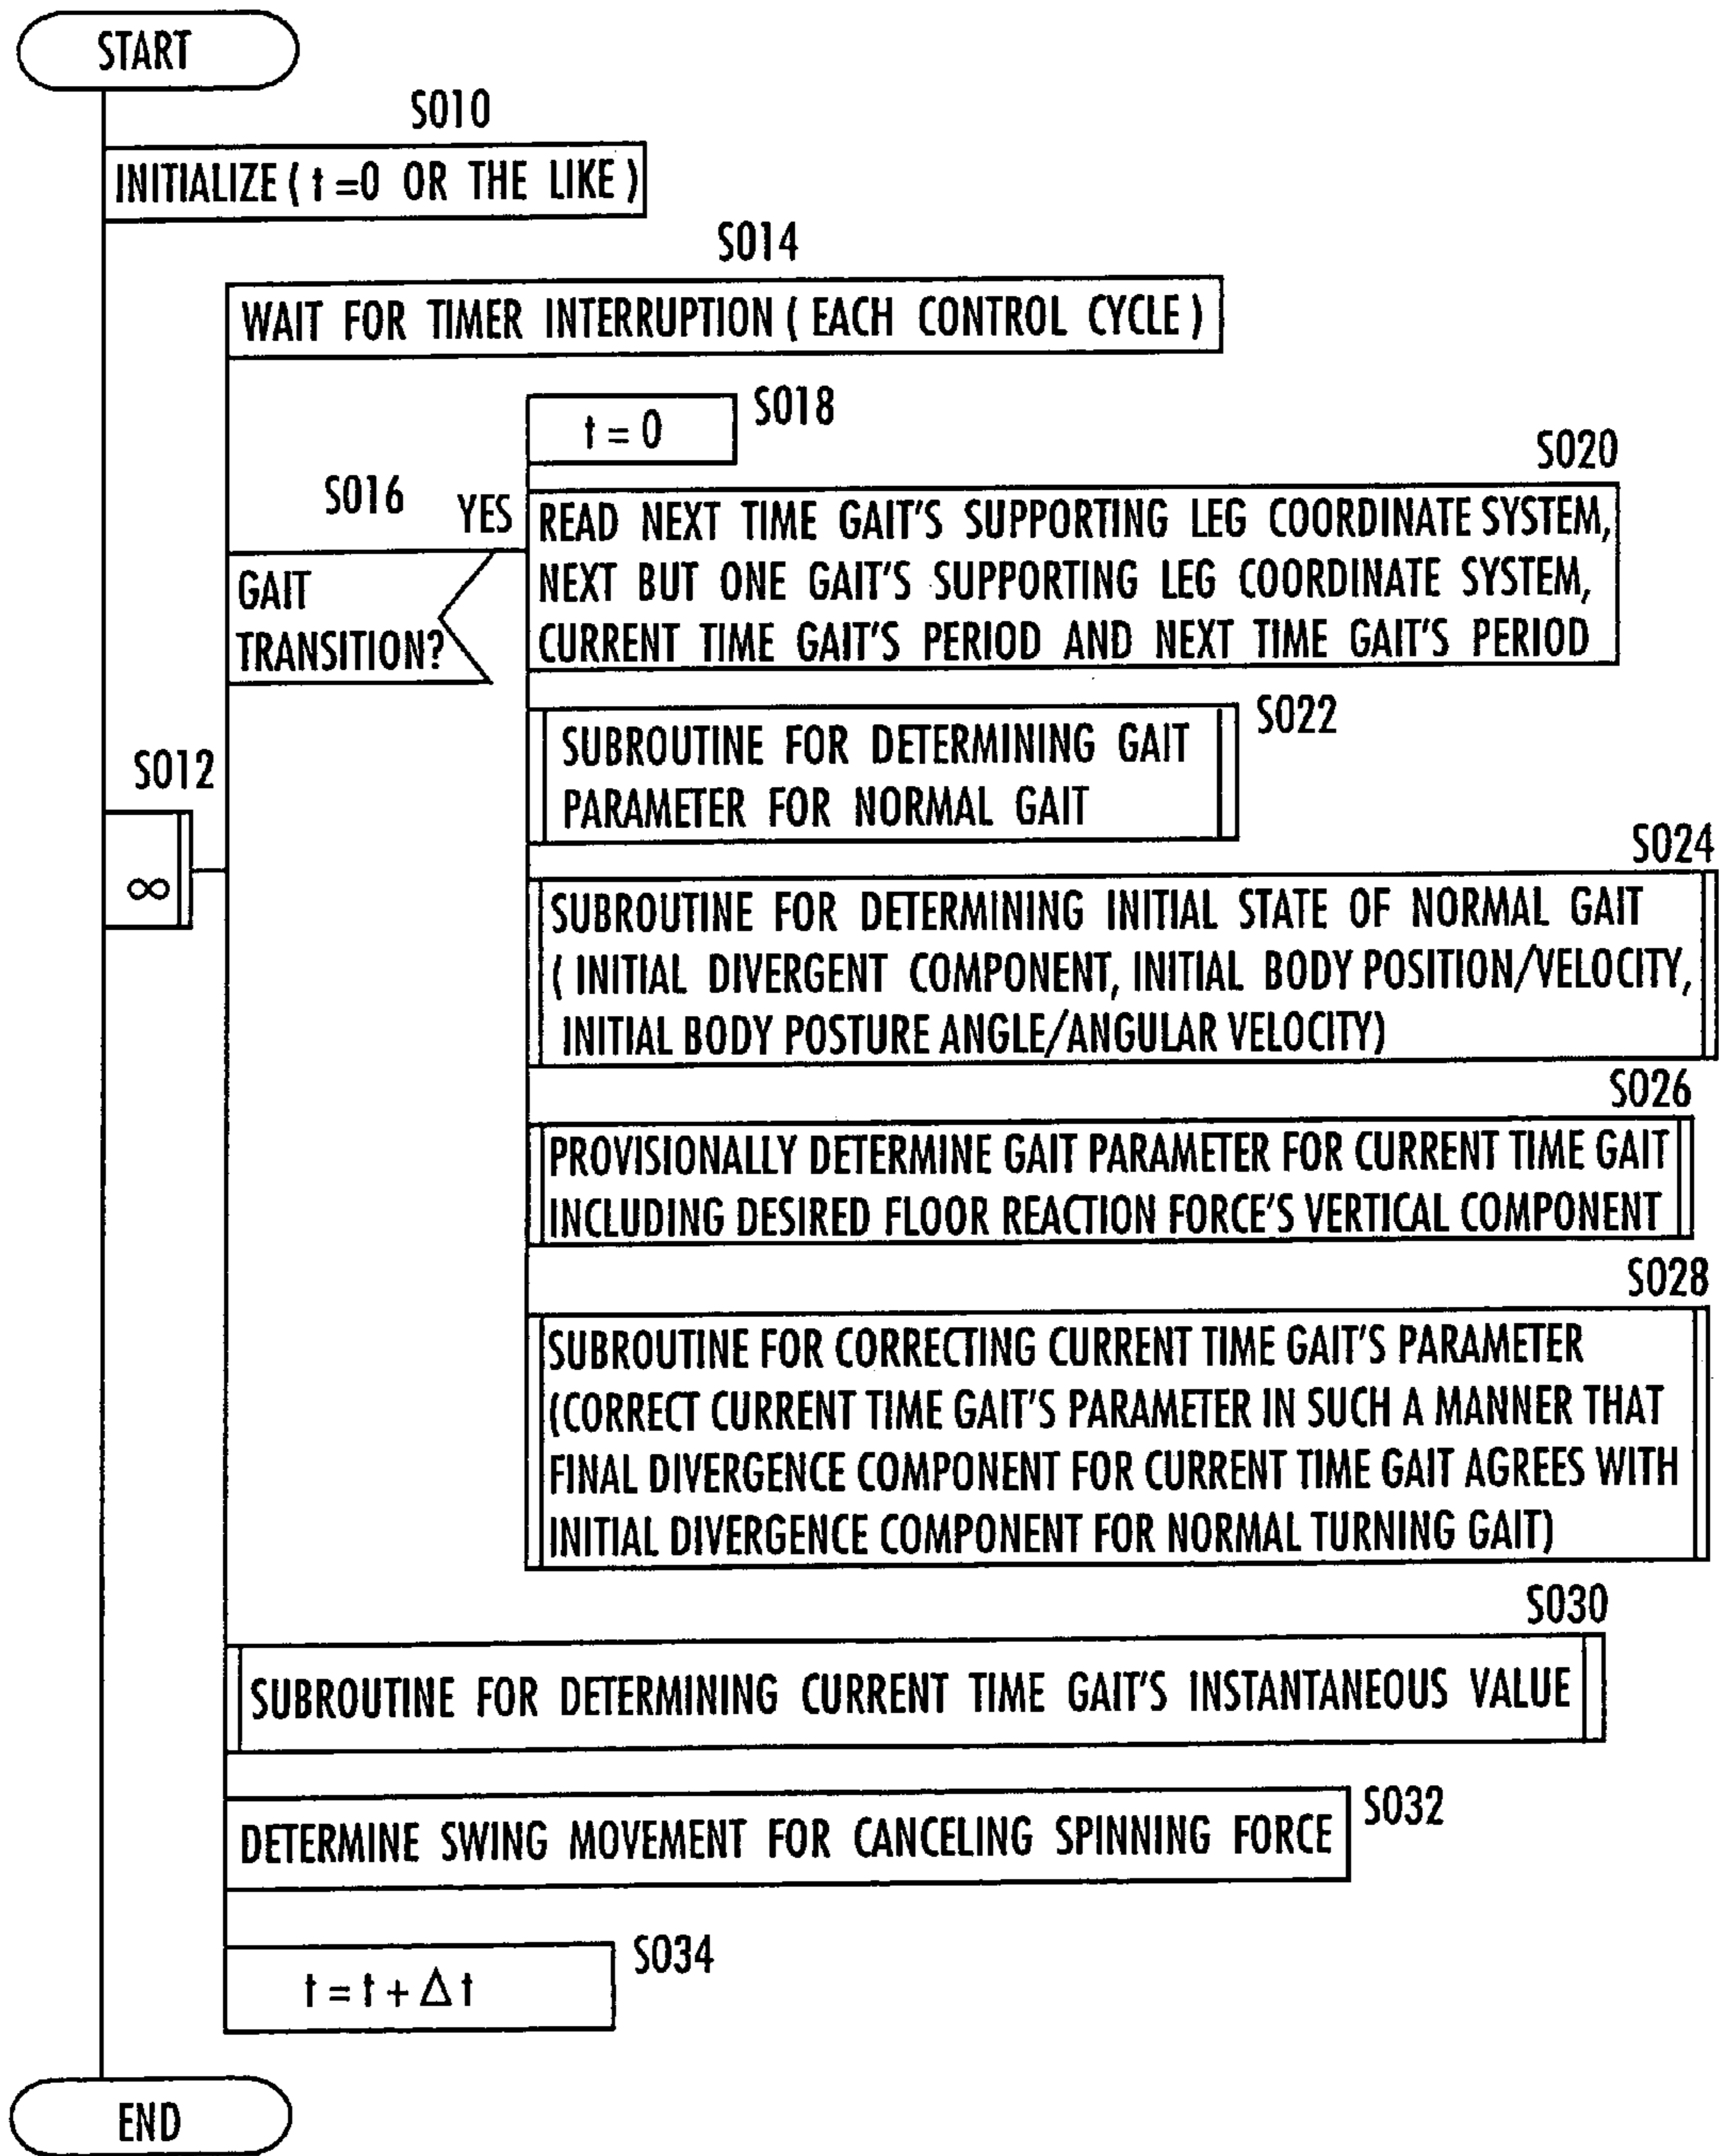 START
S010
INITIALIZE ( t =0 OR THE LIKE )
S014
WAIT FOR TIMER INTERRUPTION ( EACH CONTROL CYCLE )
t = 0
S018
S016
YES
GAIT
TRANSITION?
S020
READ NEXT TIME GAIT'S SUPPORTING LEG COORDINATE SYSTEM,
NEXT BUT ONE GAIT'S SUPPORTING LEG COORDINATE SYSTEM,
CURRENT TIME GAIT'S PERIOD AND NEXT TIME GAIT'S PERIOD
S022
SUBROUTINE FOR DETERMINING GAIT
PARAMETER FOR NORMAL GAIT
S012
∞
S024
SUBROUTINE FOR DETERMINING INITIAL STATE OF NORMAL GAIT
( INITIAL DIVERGENT COMPONENT, INITIAL BODY POSITION/VELOCITY,
INITIAL BODY POSTURE ANGLE/ANGULAR VELOCITY)
S026
PROVISIONALLY DETERMINE GAIT PARAMETER FOR CURRENT TIME GAIT
INCLUDING DESIRED FLOOR REACTION FORCE'S VERTICAL COMPONENT
S028
SUBROUTINE FOR CORRECTING CURRENT TIME GAIT'S PARAMETER
(CORRECT CURRENT TIME GAIT'S PARAMETER IN SUCH A MANNER THAT
FINAL DIVERGENCE COMPONENT FOR CURRENT TIME GAIT AGREES WITH
INITIAL DIVERGENCE COMPONENT FOR NORMAL TURNING GAIT)
S030
SUBROUTINE FOR DETERMINING CURRENT TIME GAIT'S INSTANTANEOUS VALUE
DETERMINE SWING MOVEMENT FOR CANCELING SPINNING FORCE
S032
t = t + Δ t
S034
END